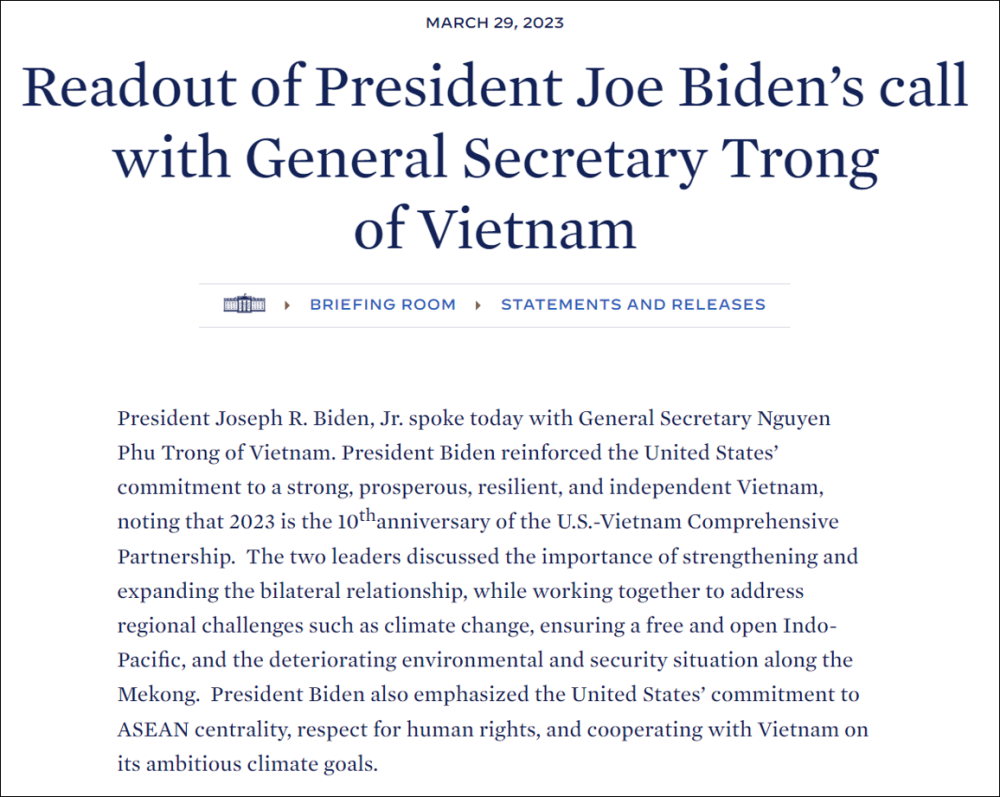 MARCH 29, 2023
Readout of President Joe Biden’s call
with General Secretary Trong
of Vietnam
BRIEFING ROOM STATEMENTS AND RELEASES
President Joseph R. Biden, Jr. spoke today with General Secretary Nguyen
Phu Trong of Vietnam. President Biden reinforced the United States’
commitment to a strong, prosperous, resilient, and independent Vietnam,
noting that 2023 is the 10thanniversary of the U.S.-Vietnam Comprehensive
Partnership.  The two leaders discussed the importance of strengthening and
expanding the bilateral relationship, while working together to address
regional challenges such as climate change, ensuring a free and open Indo-
Pacific, and the deteriorating environmental and security situation along the
Mekong.  President Biden also emphasized the United States’ commitment to
ASEAN centrality, respect for human rights, and cooperating with Vietnam on
its ambitious climate goals.